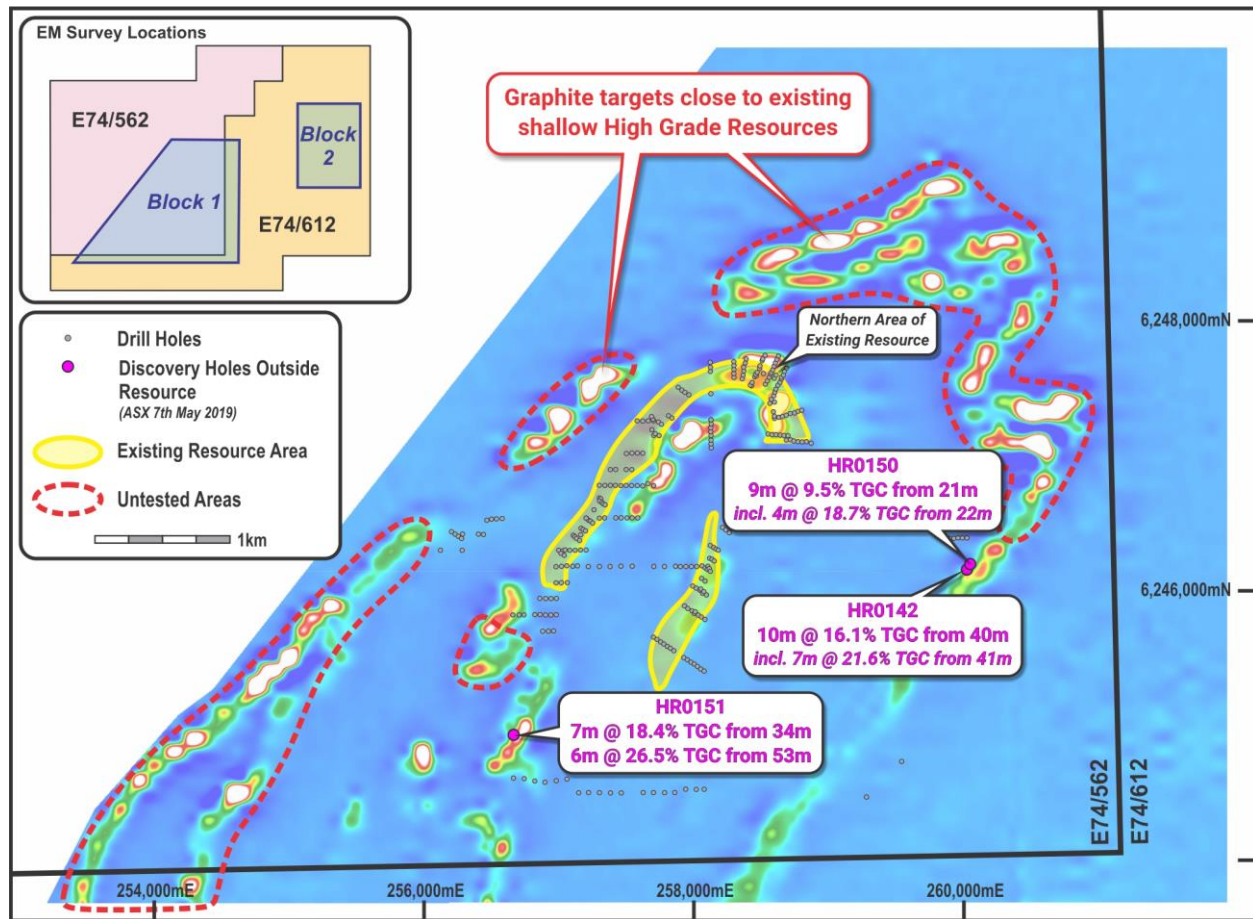 EM Survey Locations
E74/562
Block
2
Block 1
E74/612
Drill Holes
Discovery Holes Outside
Resource
(ASX 7th May 2019)
Existing Resource Area
Untested Areas
1km
Graphite targets close to existing
shallow High Grade Resources
Northern Area of
Existing Resource
6,248,000mN
HR0150
9m @ 9.5% TGC from 21m
incl. 4m @ 18.7% TGC from 22m
6,246,000mN
HR0142
10m @ 16.1% TGC from 40m
incl. 7m @ 21.6% TGC from 41m
HR0151
7m @ 18.4% TGC from 34m
6m @ 26.5% TGC from 53m
E74/562
E74/612
254,000mE
256,000mE
258,000mE
260,000mE